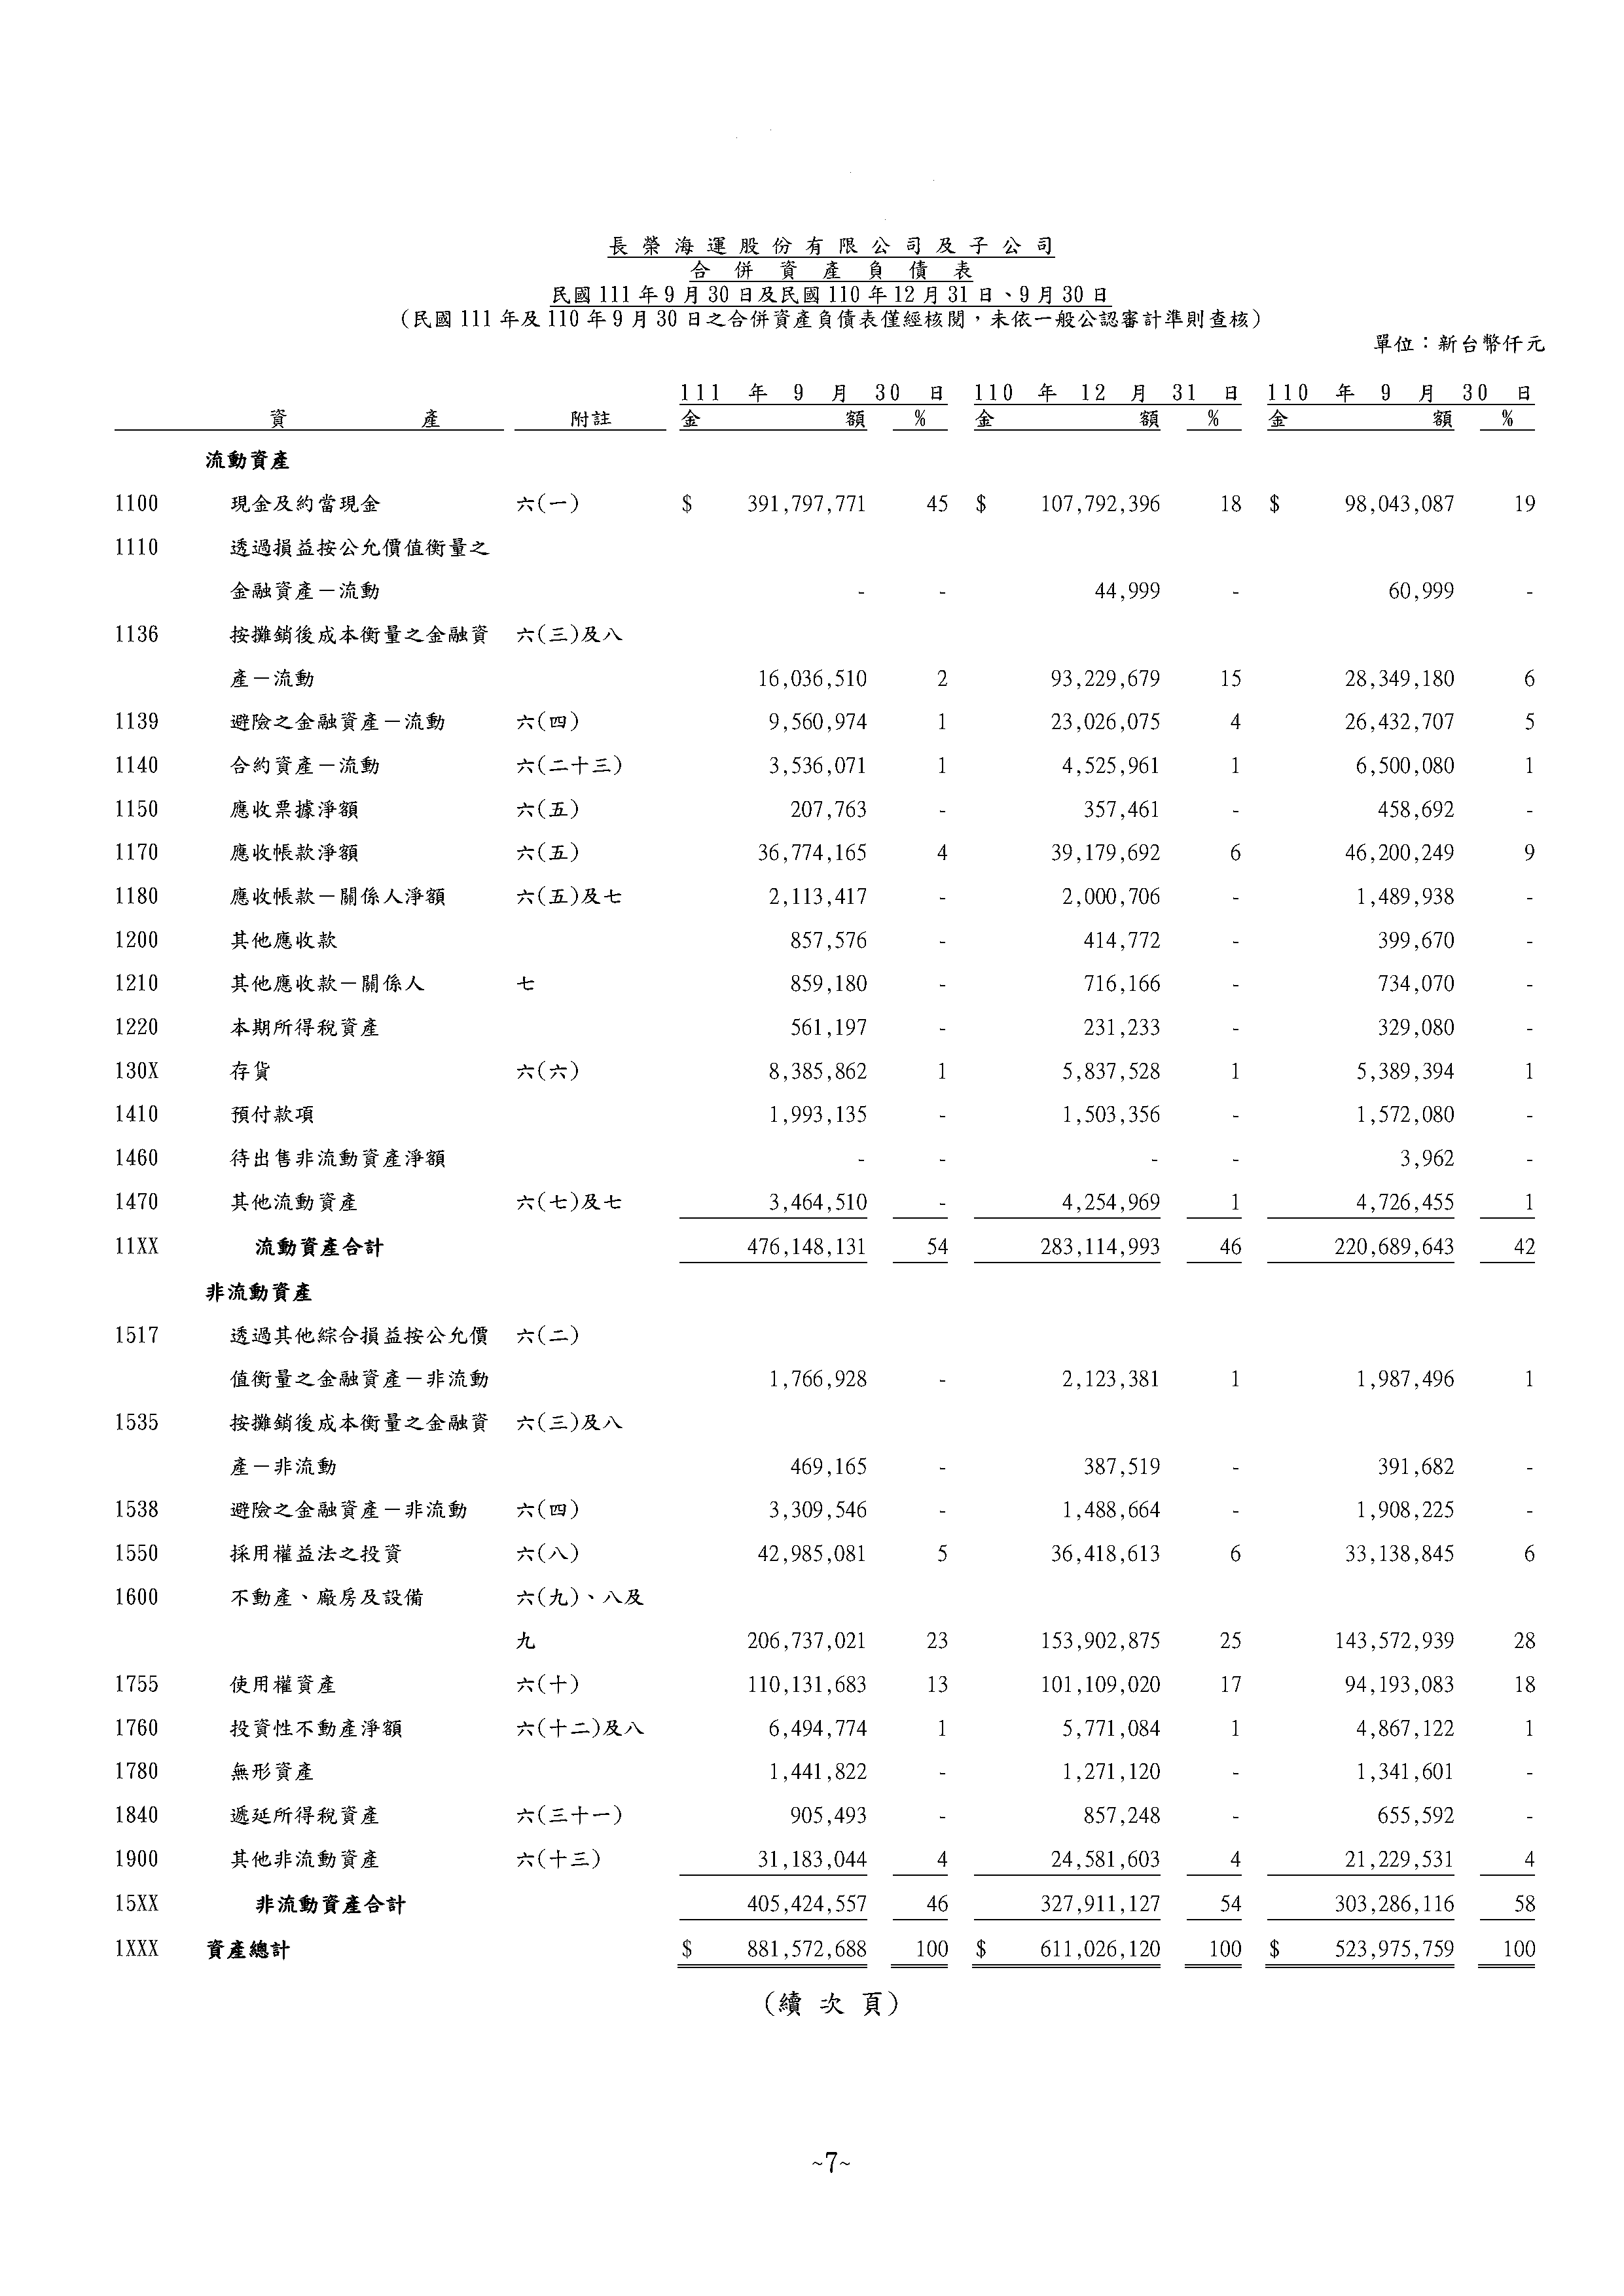 長榮海運股份有限公司及子公司
合併資產負債表
民國111年9月30日及民國110年12月31日、9月30日
（民國111年及110年9月30日之合併資產負債表僅經核閱，未依一般公認審計準則查核）
單位：新台幣仟元
111 年 9 月 30 日 110 年 12 月 31 日 110 年 9 月 30 日
資 產 附註 金 額 % 金 額 % 金 額 %
流動資產
1100 現金及約當現金 六(一) $ 391,797,771 45 $ 107,792,396 18 $ 98,043,087 19
1110 透過損益按公允價值衡量之
金融資產－流動 - - 44,999 - 60,999 -
1136 按攤銷後成本衡量之金融資 六(三)及八
產－流動 16,036,510 2 93,229,679 15 28,349,180 6
1139 避險之金融資產－流動 六(四) 9,560,974 1 23,026,075 4 26,432,707 5
1140 合約資產－流動 六(二十三) 3,536,071 1 4,525,961 1 6,500,080 1
1150 應收票據淨額 六(五) 207,763 - 357,461 - 458,692 -
1170 應收帳款淨額 六(五) 36,774,165 4 39,179,692 6 46,200,249 9
1180 應收帳款－關係人淨額 六(五)及七 2,113,417 - 2,000,706 - 1,489,938 -
1200 其他應收款 857,576 - 414,772 - 399,670 -
1210 其他應收款－關係人 七 859,180 - 716,166 - 734,070 -
1220 本期所得稅資產 561,197 - 231,233 - 329,080 -
130X 存貨 六(六) 8,385,862 1 5,837,528 1 5,389,394 1
1410 預付款項 1,993,135 - 1,503,356 - 1,572,080 -
1460 待出售非流動資產淨額 - - - - 3,962 -
1470 其他流動資產 六(七)及七 3,464,510 - 4,254,969 1 4,726,455 1
11XX 流動資產合計 476,148,131 54 283,114,993 46 220,689,643 42
非流動資產
1517 透過其他綜合損益按公允價 六(二)
值衡量之金融資產－非流動 1,766,928 - 2,123,381 1 1,987,496 1
1535 按攤銷後成本衡量之金融資 六(三)及八
產－非流動 469,165 - 387,519 - 391,682 -
1538 避險之金融資產－非流動 六(四) 3,309,546 - 1,488,664 - 1,908,225 -
1550 採用權益法之投資 六(八) 42,985,081 5 36,418,613 6 33,138,845 6
1600 不動產、廠房及設備 六(九)、八及
九 206,737,021 23 153,902,875 25 143,572,939 28
1755 使用權資產 六(十) 110,131,683 13 101,109,020 17 94,193,083 18
1760 投資性不動產淨額 六(十二)及八 6,494,774 1 5,771,084 1 4,867,122 1
1780 無形資產 1,441,822 - 1,271,120 - 1,341,601 -
1840 遞延所得稅資產 六(三十一) 905,493 - 857,248 - 655,592 -
1900 其他非流動資產 六(十三) 31,183,044 4 24,581,603 4 21,229,531 4
15XX 非流動資產合計 405,424,557 46 327,911,127 54 303,286,116 58
1XXX 資產總計 $ 881,572,688 100 $ 611,026,120 100 $ 523,975,759 100
（續次頁）
~7~